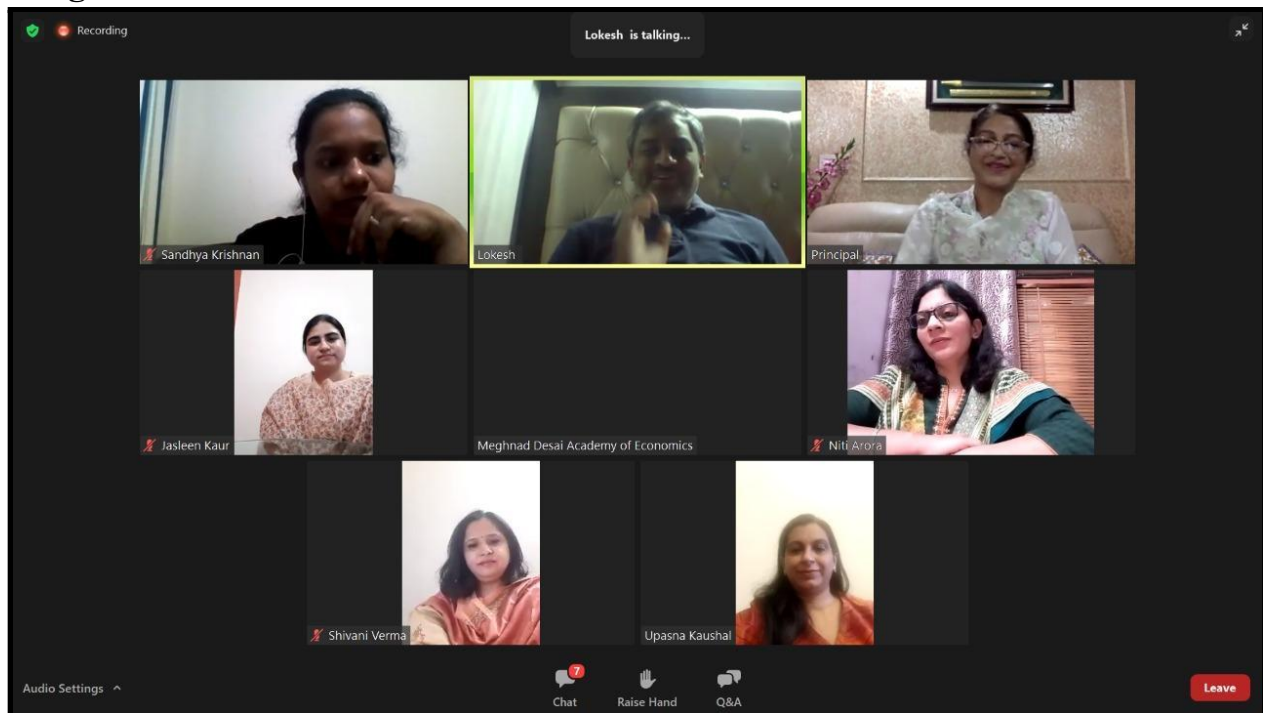 Recording
Lokesh is talking...
Sandhya Krishnan
Lokesh
Principal
Jasleen Kaur
Meghnad Desai Academy of Economics
Niti Arora
Shivani Verma
Upasna Kaushal
Audio Settings
7
Chat
Raise Hand
Q&A
Leave